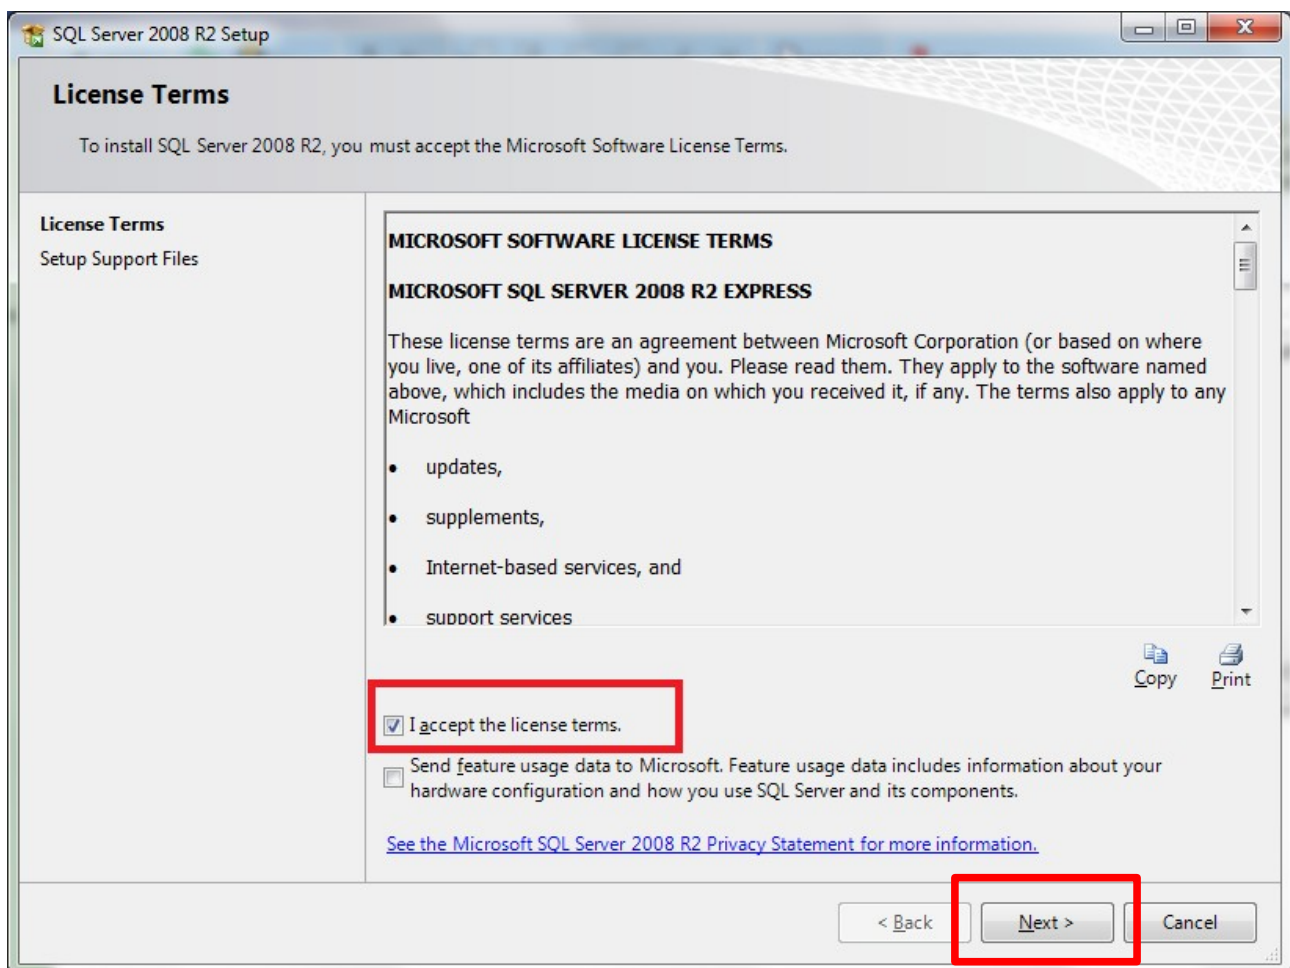 SQL Server 2008 R2 Setup
License Terms
To install SQL Server 2008 R2, you must accept the Microsoft Software License Terms.
License Terms
Setup Support Files
MICROSOFT SOFTWARE LICENSE TERMS
MICROSOFT SQL SERVER 2008 R2 EXPRESS
These license terms are an agreement between Microsoft Corporation (or based on where
you live, one of its affiliates) and you. Please read them. They apply to the software named
above, which includes the media on which you received it, if any. The terms also apply to any
Microsoft
• updates,
• supplements,
• Internet-based services, and
• support services
Copy
Print
I accept the license terms.
Send feature usage data to Microsoft. Feature usage data includes information about your
hardware configuration and how you use SQL Server and its components.
See the Microsoft SQL Server 2008 R2 Privacy Statement for more information.
< Back
Next >
Cancel